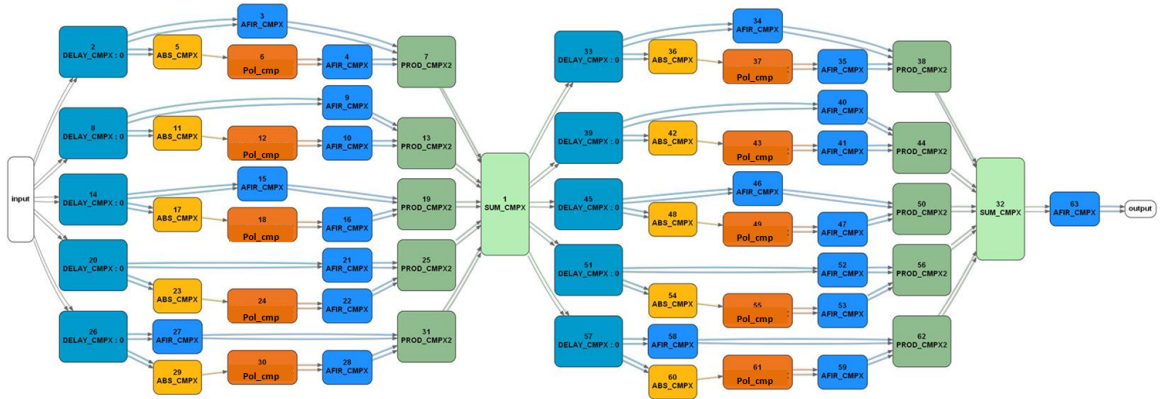 input
2
DELAY_CMPX : 0
3
AFIR_CMPX
5
ABS_CMPX
6
Pol_cmp
4
AFIR_CMPX
7
PROD_CMPX2
8
DELAY_CMPX : 0
9
AFIR_CMPX
11
ABS_CMPX
12
Pol_cmp
10
AFIR_CMPX
13
PROD_CMPX2
14
DELAY_CMPX : 0
15
AFIR_CMPX
17
ABS_CMPX
18
Pol_cmp
16
AFIR_CMPX
19
PROD_CMPX2
20
DELAY_CMPX : 0
21
AFIR_CMPX
23
ABS_CMPX
24
Pol_cmp
22
AFIR_CMPX
25
PROD_CMPX2
26
DELAY_CMPX : 0
27
AFIR_CMPX
29
ABS_CMPX
30
Pol_cmp
28
AFIR_CMPX
31
PROD_CMPX2
1
SUM_CMPX
33
DELAY_CMPX : 0
34
AFIR_CMPX
36
ABS_CMPX
37
Pol_cmp
35
AFIR_CMPX
38
PROD_CMPX2
39
DELAY_CMPX : 0
40
AFIR_CMPX
42
ABS_CMPX
43
Pol_cmp
41
AFIR_CMPX
44
PROD_CMPX2
45
DELAY_CMPX : 0
46
AFIR_CMPX
48
ABS_CMPX
49
Pol_cmp
47
AFIR_CMPX
50
PROD_CMPX2
51
DELAY_CMPX : 0
52
AFIR_CMPX
54
ABS_CMPX
55
Pol_cmp
53
AFIR_CMPX
56
PROD_CMPX2
57
DELAY_CMPX : 0
58
AFIR_CMPX
60
ABS_CMPX
61
Pol_cmp
59
AFIR_CMPX
62
PROD_CMPX2
32
SUM_CMPX
63
AFIR_CMPX
output